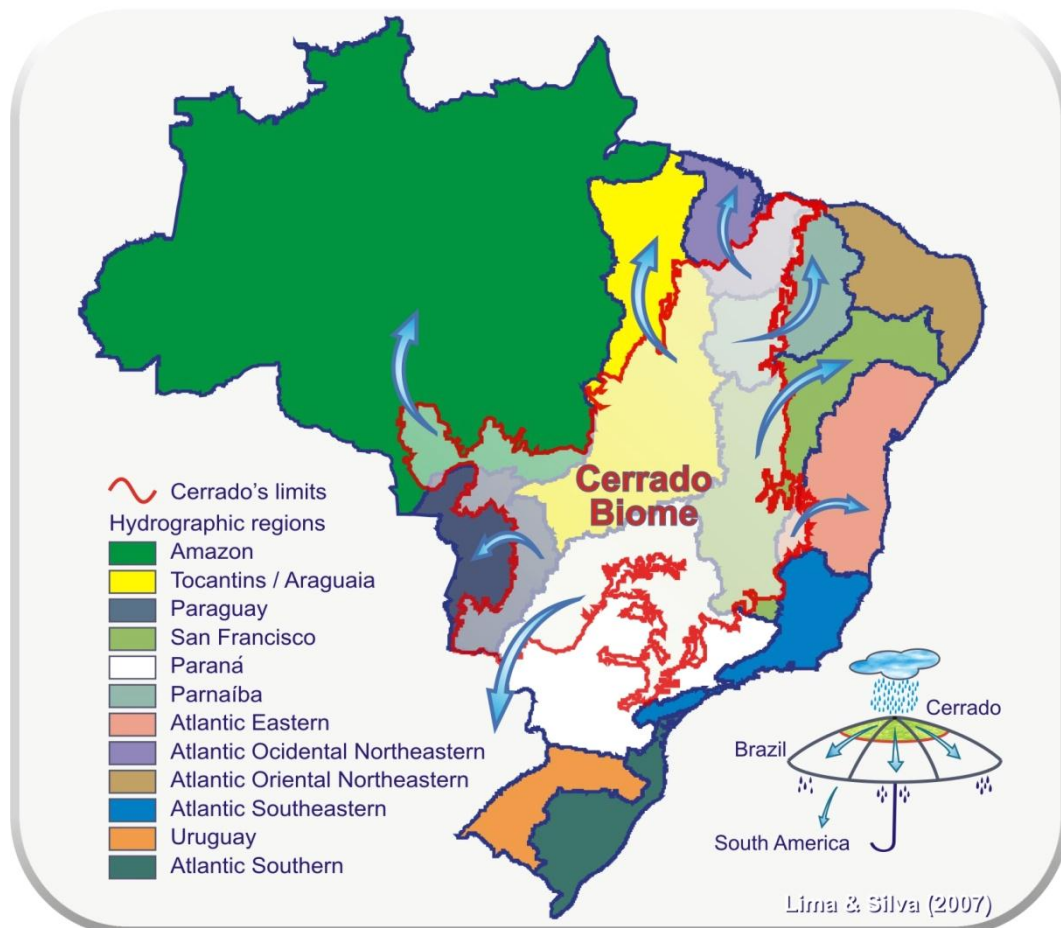 Cerrado
Biome
Cerrado's limits
Hydrographic regions
Amazon
Tocantins / Araguaia
Paraguay
San Francisco
Paraná
Parnaíba
Atlantic Eastern
Atlantic Ocidental Northeastern
Atlantic Oriental Northeastern
Atlantic Southeastern
Uruguay
Atlantic Southern
Cerrado
Brazil
South America
Lima & Silva (2007)